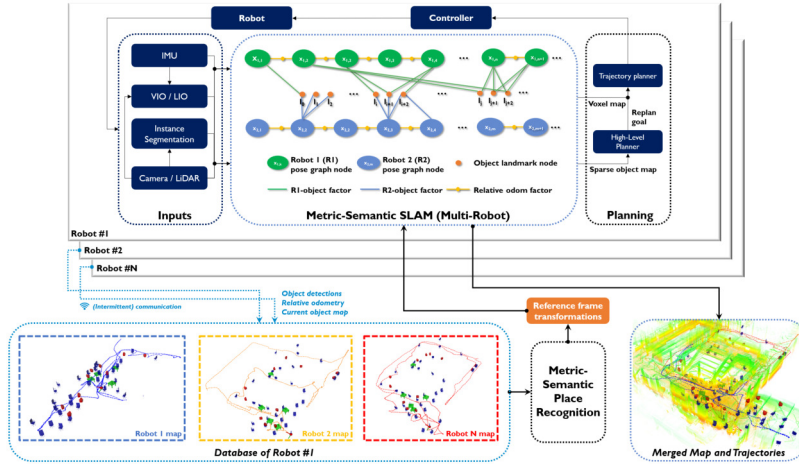 Robot
Controller
IMU
VIO / LIO
Instance
Segmentation
Camera / LiDAR
Inputs
l₀ l₁ l₂
Robot 1 (R1)
pose graph node
Robot 2 (R2)
pose graph node
Object landmark node
R1-object factor
R2-object factor
Relative odom factor
Metric-Semantic SLAM (Multi-Robot)
Trajectory planner
Voxel map
Replan
goal
High-Level
Planner
Sparse object map
Planning
Robot #1
Robot #2
Robot #N
(Intermittent) communication
Object detections
Relative odometry
Current object map
Reference frame
transformations
Robot 1 map
Robot 2 map
Robot N map
Database of Robot #1
Metric-
Semantic
Place
Recognition
Merged Map and Trajectories